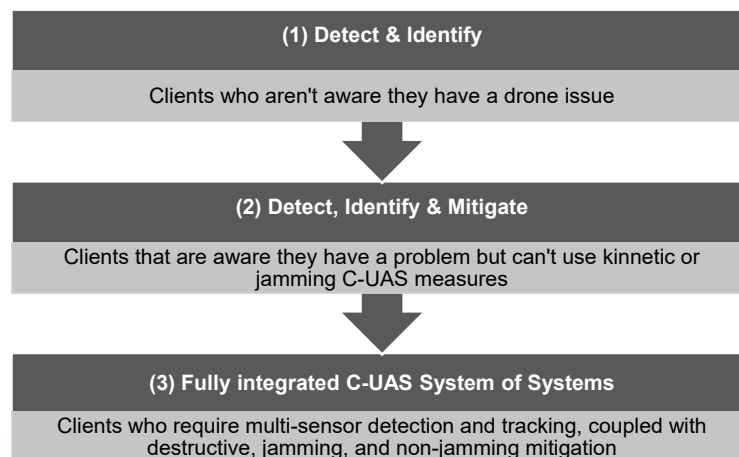 (1) Detect & Identify
Clients who aren't aware they have a drone issue
(2) Detect, Identify & Mitigate
Clients that are aware they have a problem but can't use kinnetic or
jamming C-UAS measures
(3) Fully integrated C-UAS System of Systems
Clients who require multi-sensor detection and tracking, coupled with
destructive, jamming, and non-jamming mitigation